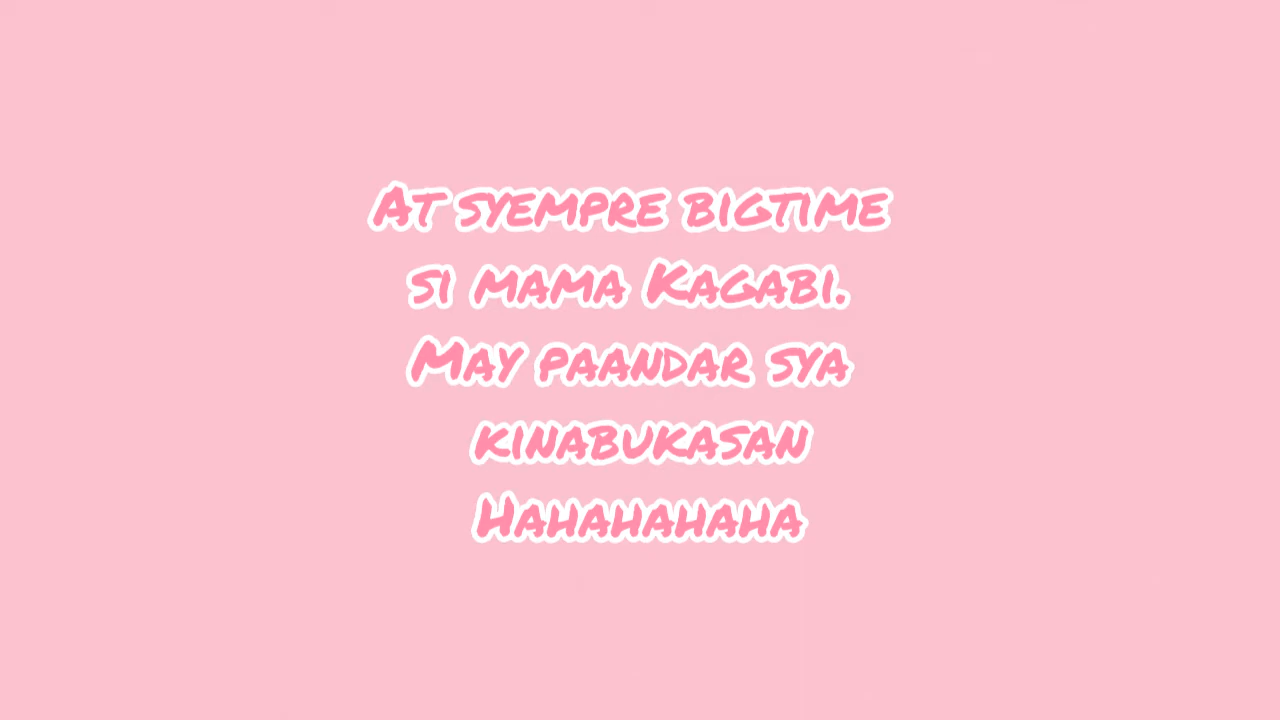 At syempre bigtime
si mama Kagabi.
May paandar sya
kinabukasan
Hahahahaha